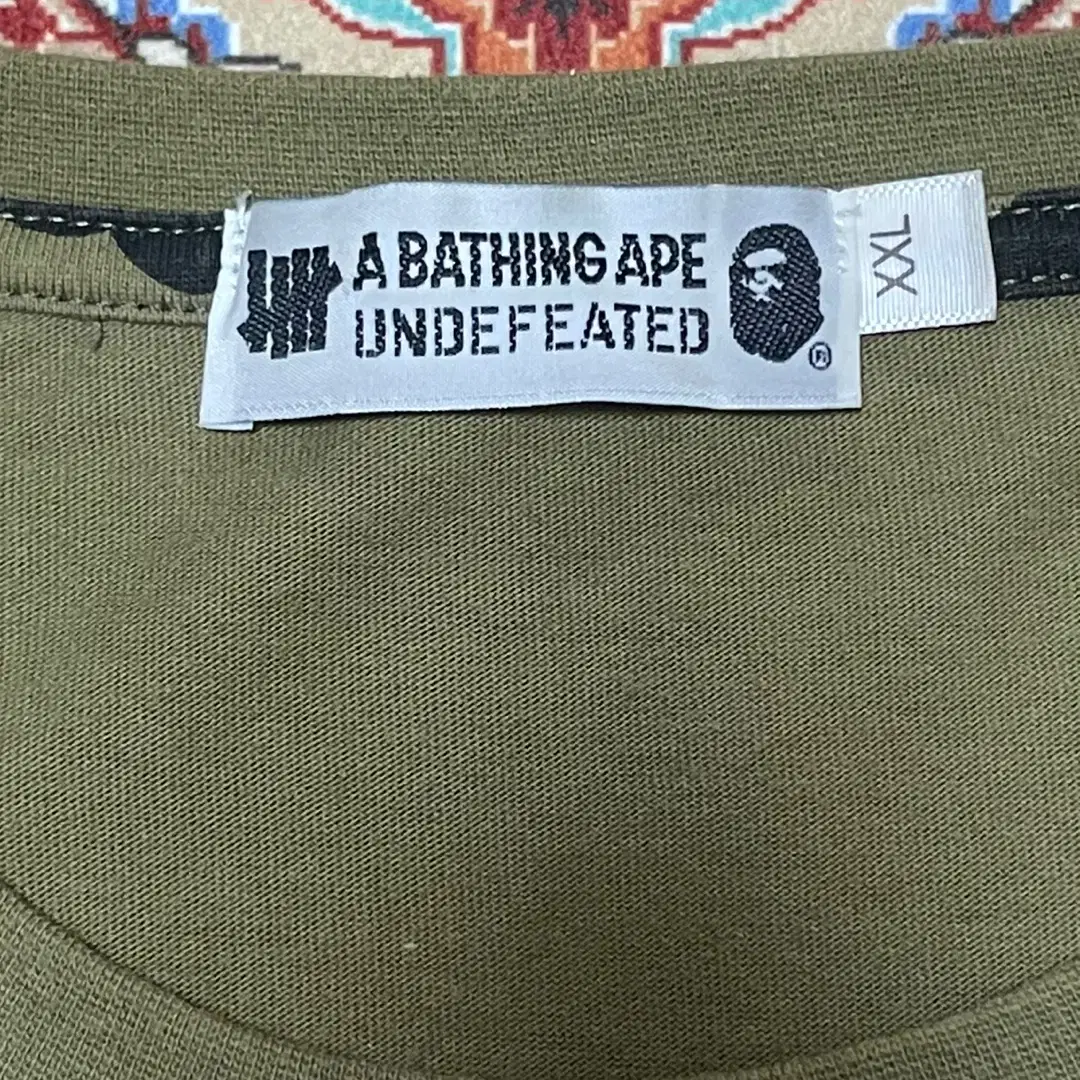 A BATHING APE
UNDEFEATED
®
XXL